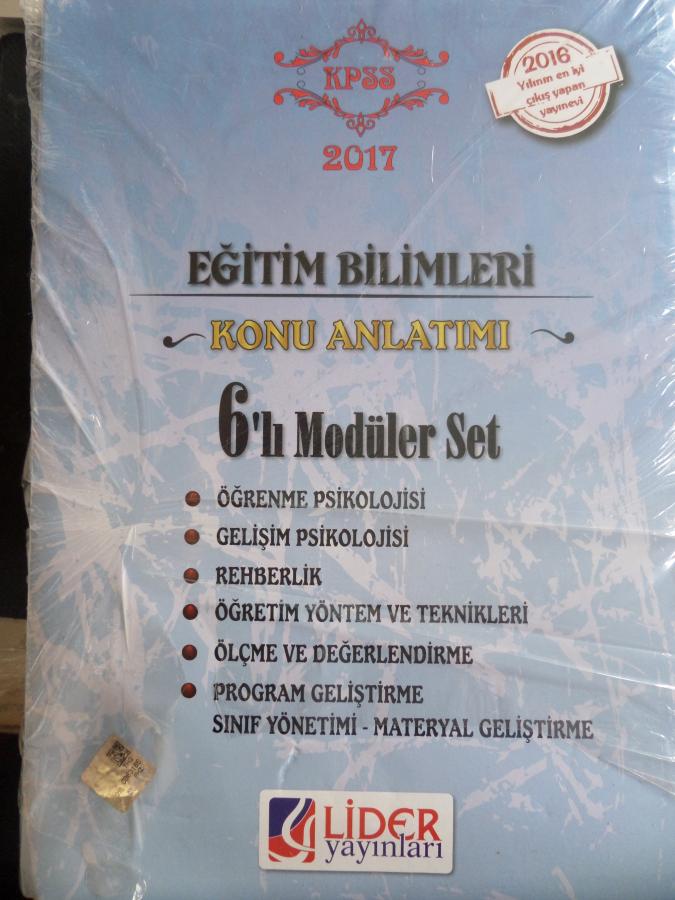 KPSS
2017
2016
Yılının en iyi
çıkış yapan
yayınevi
EĞİTİM BİLİMLERİ
KONU ANLATIMI
6'lı Modüler Set
ÖĞRENME PSİKOLOJİSİ
GELİŞİM PSİKOLOJİSİ
REHBERLİK
ÖĞRETİM YÖNTEM VE TEKNİKLERİ
ÖLÇME VE DEĞERLENDİRME
PROGRAM GELİŞTİRME
SINIF YÖNETİMİ - MATERYAL GELİŞTİRME
LİDER
yayınları